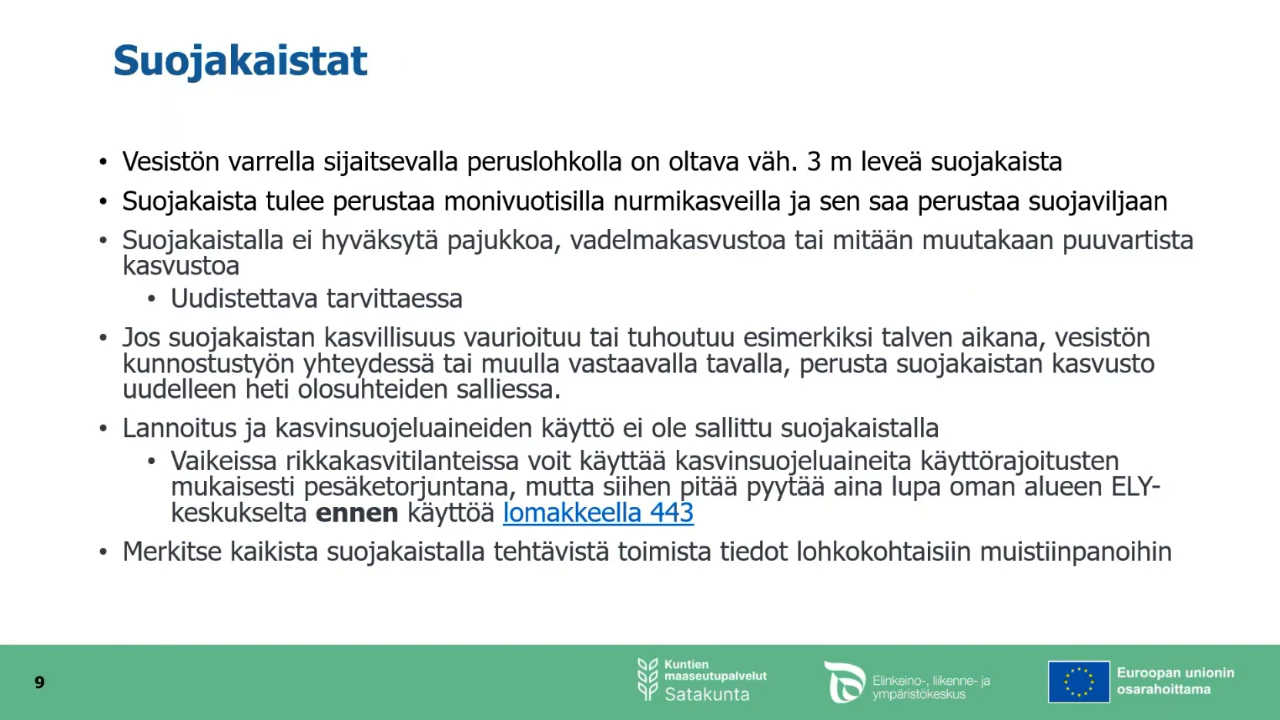 Suojakaistat
• Vesistön varrella sijaitsevalla peruslohkolla on oltava väh. 3 m leveä suojakaista
• Suojakaista tulee perustaa monivuotisilla nurmikasveilla ja sen saa perustaa suojaviljaan
• Suojakaistalla ei hyväksytä pajukkoa, vadelmakasvustoa tai mitään muutakaan puuvartista
kasvustoa
• Uudistettava tarvittaessa
• Jos suojakaistan kasvillisuus vaurioituu tai tuhoutuu esimerkiksi talven aikana, vesistön
kunnostustyön yhteydessä tai muulla vastaavalla tavalla, perusta suojakaistan kasvusto
uudelleen heti olosuhteiden salliessa.
• Lannoitus ja kasvinsuojeluaineiden käyttö ei ole sallittu suojakaistalla
• Vaikeissa rikkakasvitilanteissa voit käyttää kasvinsuojeluaineita käyttörajoitusten
mukaisesti pesäketorjuntana, mutta siihen pitää pyytää aina lupa oman alueen ELY-
keskukselta ennen käyttöä lomakkeella 443
• Merkitse kaikista suojakaistalla tehtävistä toimista tiedot lohkokohtaisiin muistiinpanoihin
9
Kuntien
maaseutupalvelut
Satakunta
Elinkeino-, liikenne- ja
ympäristökeskus
Euroopan unionin
osarahoittama